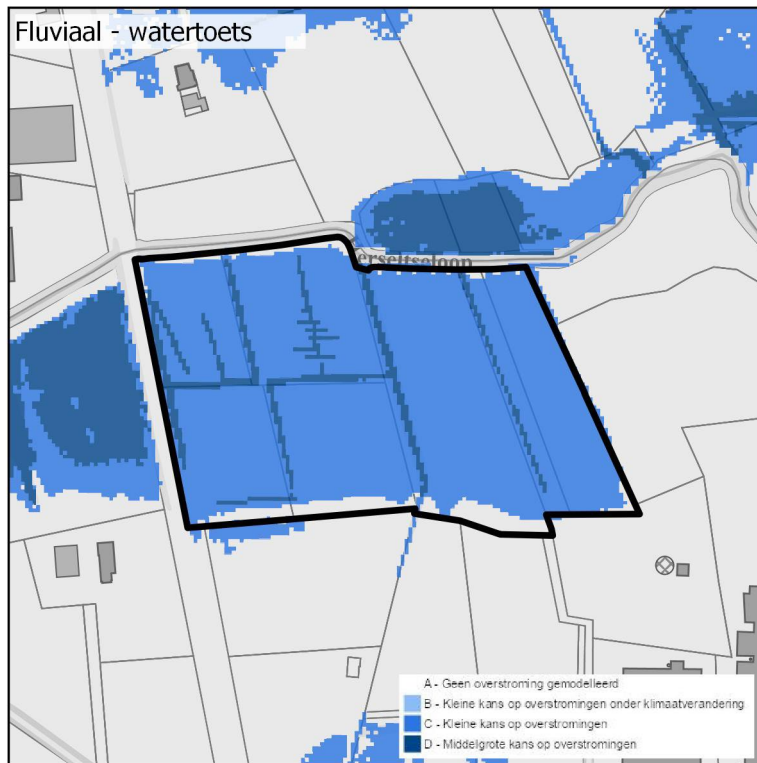 Fluviaal - watertoets
erseltseloop
A - Geen overstroming gemodelleerd
B - Kleine kans op overstromingen onder klimaatverandering
C - Kleine kans op overstromingen
D - Middelgrote kans op overstromingen